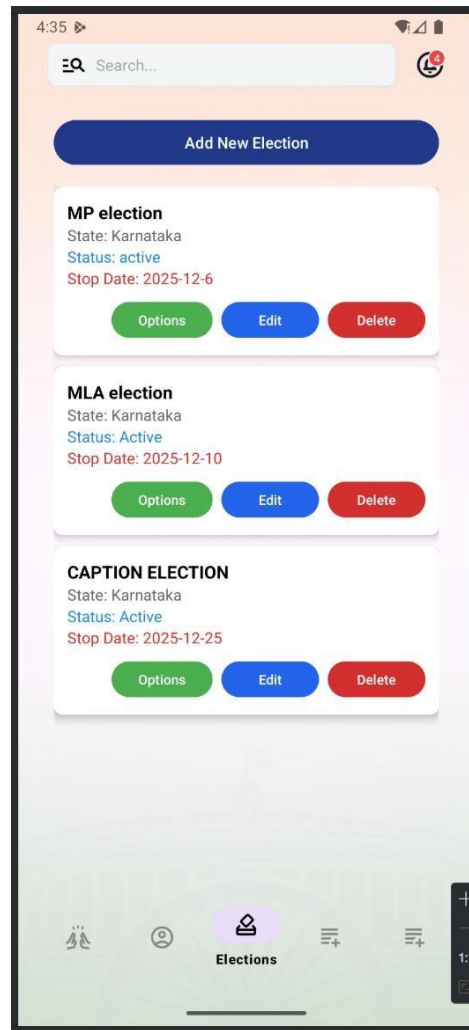 4:35
Search...
4
Add New Election
MP election
State: Karnataka
Status: active
Stop Date: 2025-12-6
Options Edit Delete
MLA election
State: Karnataka
Status: Active
Stop Date: 2025-12-10
Options Edit Delete
CAPTION ELECTION
State: Karnataka
Status: Active
Stop Date: 2025-12-25
Options Edit Delete
Elections